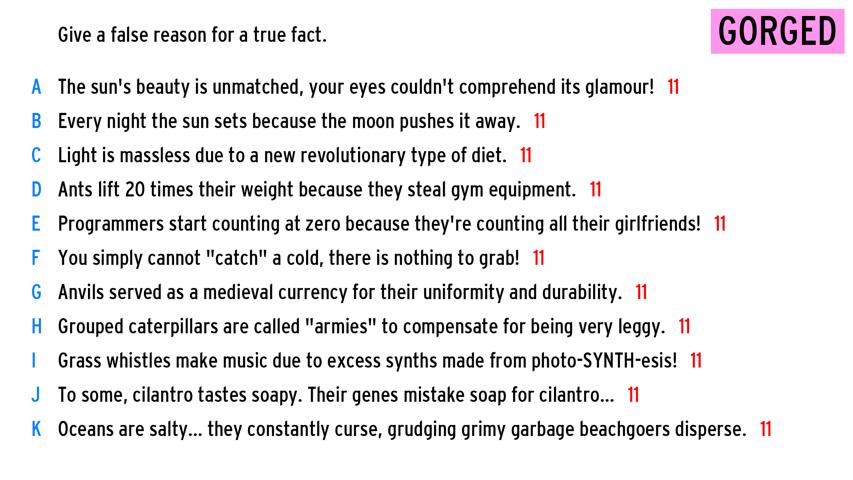 Give a false reason for a true fact.
GORGED
A The sun's beauty is unmatched, your eyes couldn't comprehend its glamour! 11
B Every night the sun sets because the moon pushes it away. 11
C Light is massless due to a new revolutionary type of diet. 11
D Ants lift 20 times their weight because they steal gym equipment. 11
E Programmers start counting at zero because they're counting all their girlfriends! 11
F You simply cannot "catch" a cold, there is nothing to grab! 11
G Anvils served as a medieval currency for their uniformity and durability. 11
H Grouped caterpillars are called "armies" to compensate for being very leggy. 11
I Grass whistles make music due to excess synths made from photo-SYNTH-esis! 11
J To some, cilantro tastes soapy. Their genes mistake soap for cilantro... 11
K Oceans are salty... they constantly curse, grudging grimy garbage beachgoers disperse. 11